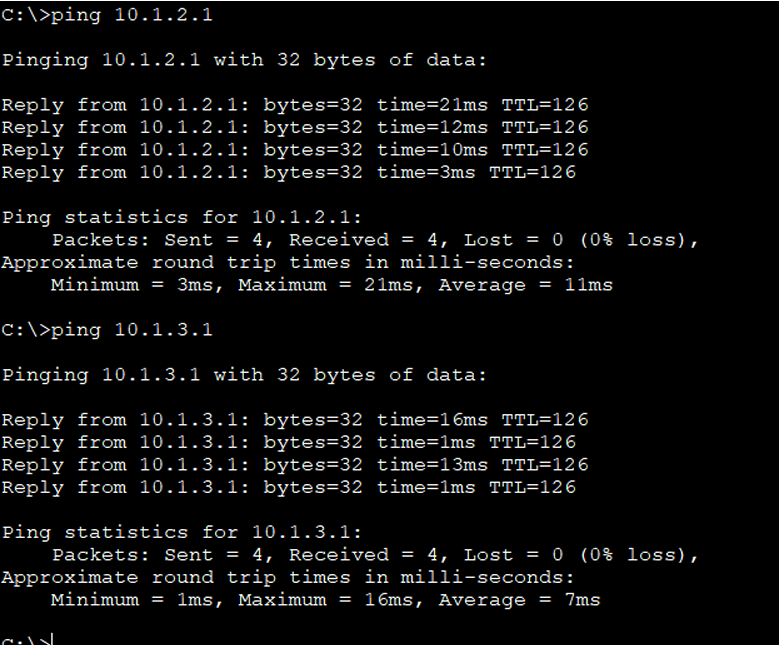 C:\>ping 10.1.2.1
Pinging 10.1.2.1 with 32 bytes of data:
Reply from 10.1.2.1: bytes=32 time=21ms TTL=126
Reply from 10.1.2.1: bytes=32 time=12ms TTL=126
Reply from 10.1.2.1: bytes=32 time=10ms TTL=126
Reply from 10.1.2.1: bytes=32 time=3ms TTL=126
Ping statistics for 10.1.2.1:
    Packets: Sent = 4, Received = 4, Lost = 0 (0% loss),
Approximate round trip times in milli-seconds:
    Minimum = 3ms, Maximum = 21ms, Average = 11ms
C:\>ping 10.1.3.1
Pinging 10.1.3.1 with 32 bytes of data:
Reply from 10.1.3.1: bytes=32 time=16ms TTL=126
Reply from 10.1.3.1: bytes=32 time=1ms TTL=126
Reply from 10.1.3.1: bytes=32 time=13ms TTL=126
Reply from 10.1.3.1: bytes=32 time=1ms TTL=126
Ping statistics for 10.1.3.1:
    Packets: Sent = 4, Received = 4, Lost = 0 (0% loss),
Approximate round trip times in milli-seconds:
    Minimum = 1ms, Maximum = 16ms, Average = 7ms
C:\>